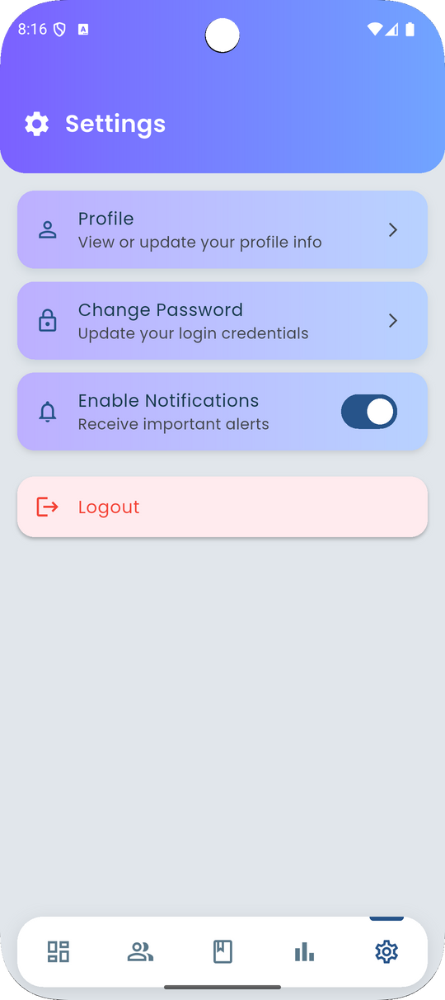 8:16
Settings
Profile
View or update your profile info
Change Password
Update your login credentials
Enable Notifications
Receive important alerts
Logout